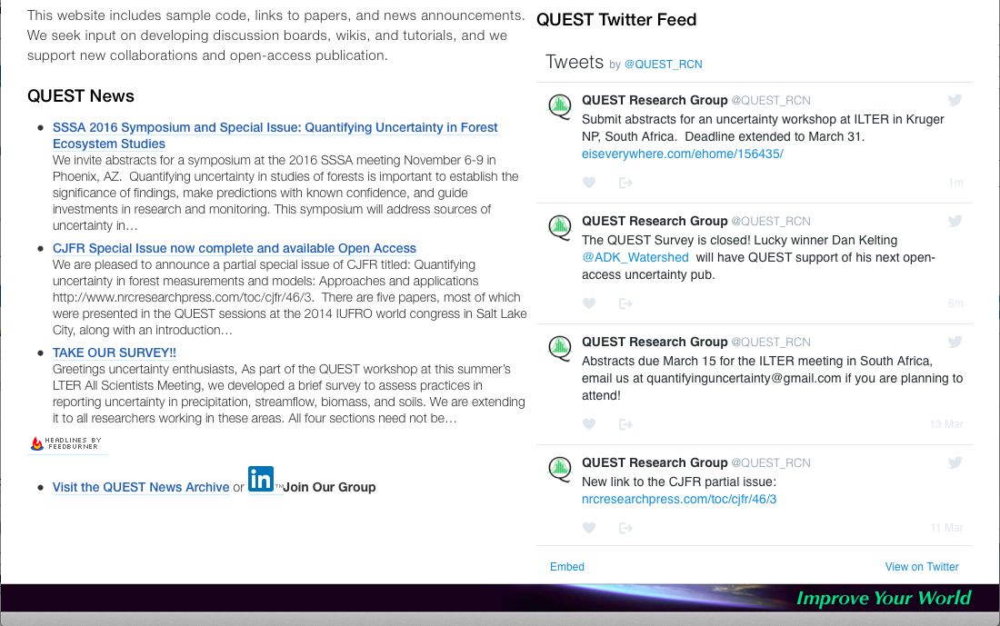 This website includes sample code, links to papers, and news announcements.
We seek input on developing discussion boards, wikis, and tutorials, and we
support new collaborations and open-access publication.
QUEST News
SSSA 2016 Symposium and Special Issue: Quantifying Uncertainty in Forest
Ecosystem Studies
We invite abstracts for a symposium at the 2016 SSSA meeting November 6-9 in
Phoenix, AZ.  Quantifying uncertainty in studies of forests is important to establish the
significance of findings, make predictions with known confidence, and guide
investments in research and monitoring. This symposium will address sources of
uncertainty in…
CJFR Special Issue now complete and available Open Access
We are pleased to announce a partial special issue of CJFR titled: Quantifying
uncertainty in forest measurements and models: Approaches and applications
http://www.nrcresearchpress.com/toc/cjfr/46/3.  There are five papers, most of which
were presented in the QUEST sessions at the 2014 IUFRO world congress in Salt Lake
City, along with an introduction…
TAKE OUR SURVEY!!
Greetings uncertainty enthusiasts, As part of the QUEST workshop at this summer's
LTER All Scientists Meeting, we developed a brief survey to assess practices in
reporting uncertainty in precipitation, streamflow, biomass, and soils. We are extending
it to all researchers working in these areas. All four sections need not be…
HEADLINES BY
FEEDBURNER
Visit the QUEST News Archive or in™Join Our Group
QUEST Twitter Feed
Tweets by @QUEST_RCN
QUEST Research Group @QUEST_RCN
Submit abstracts for an uncertainty workshop at ILTER in Kruger
NP, South Africa.  Deadline extended to March 31.
eiseverywhere.com/ehome/156435/
1m
QUEST Research Group @QUEST_RCN
The QUEST Survey is closed! Lucky winner Dan Kelting
@ADK_Watershed  will have QUEST support of his next open-
access uncertainty pub.
6m
QUEST Research Group @QUEST_RCN
Abstracts due March 15 for the ILTER meeting in South Africa,
email us at quantifyinguncertainty@gmail.com if you are planning to
attend!
13 Mar
QUEST Research Group @QUEST_RCN
New link to the CJFR partial issue:
nrcresearchpress.com/toc/cjfr/46/3
11 Mar
Embed
View on Twitter
Improve Your World